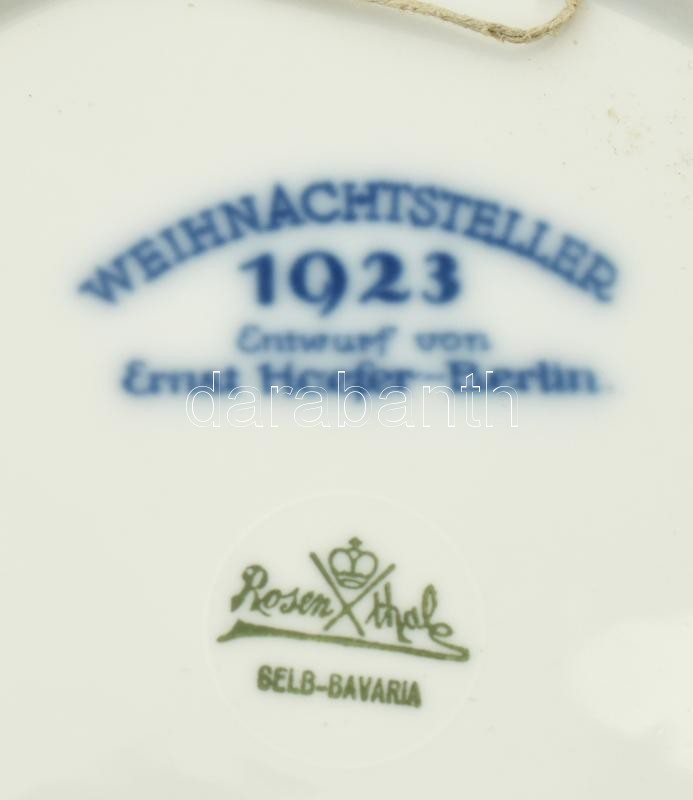 WEIHNACHTSTELLER
1923
Entwurf von
Ernst Hoefer-Berlin.
darabanth
Rosenthal
SELB-BAVARIA